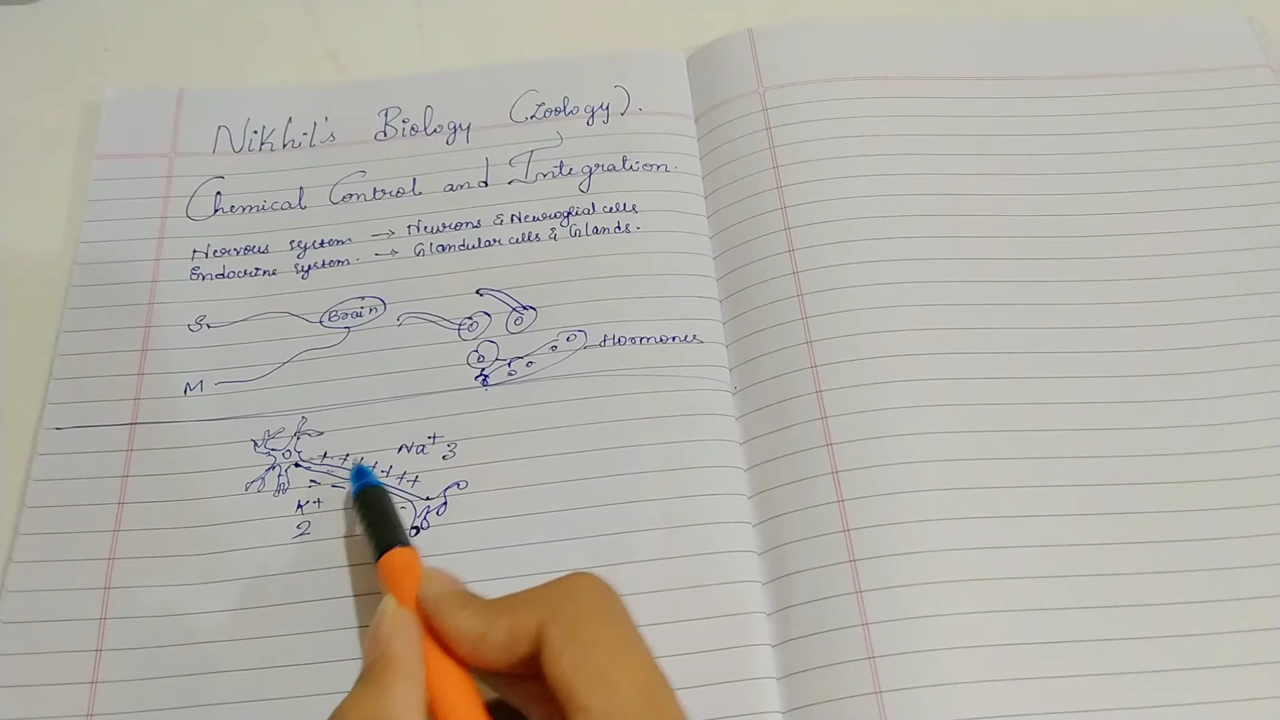 Nikhil's Biology (Zoology).
Chemical Control and Integration.
Nervous system → Neurons & Neuroglial cells
Endocrine system. → Glandular cells & Glands.
S Brain
Hormones
M
+ + + + + + + Na+ 3
- -
K+
2